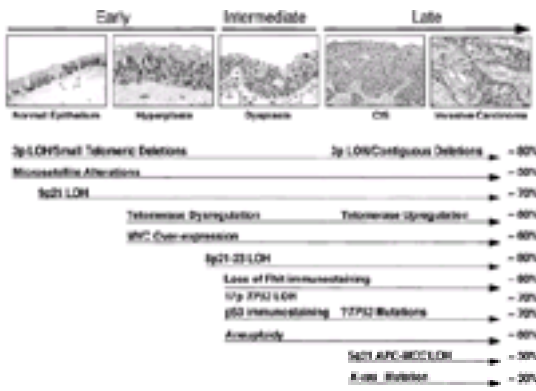 Early Intermediate Late
Normal Epithelium Hyperplasia Dysplasia CIS Invasive Carcinoma
3p LOH/Small Telomeric Deletions 3p LOH/Contiguous Deletions ~ 80%
Microsatellite Alterations ~ 50%
9p21 LOH ~ 70%
Telomerase Dysregulation Telomerase Upregulation ~ 80%
MYC Over-expression ~ 60%
8p21-23 LOH ~ 80%
Loss of Fhit Immunostaining ~ 80%
17p TP53 LOH ~ 70%
p53 Immunostaining TP53 Mutations ~ 70%
Aneuploidy ~ 80%
5q21 APC-MCC LOH ~ 30%
K-ras Mutation ~ 20%